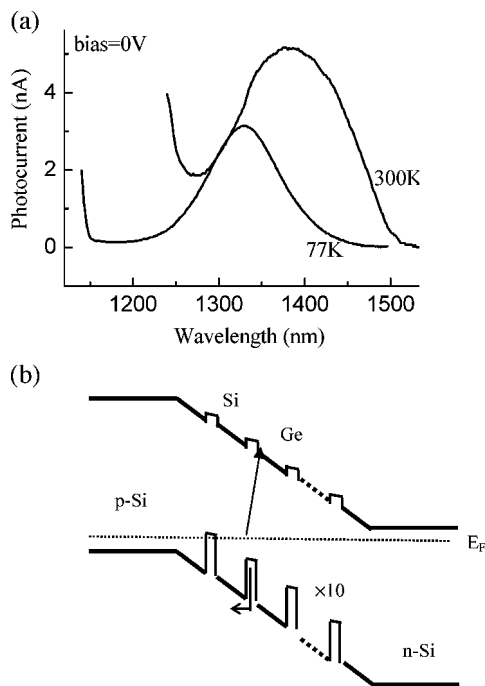 (a)
bias=0V
4
2
0
Photocurrent (nA)
300K
77K
1200 1300 1400 1500
Wavelength (nm)
(b)
Si
Ge
p-Si
E_F
×10
n-Si